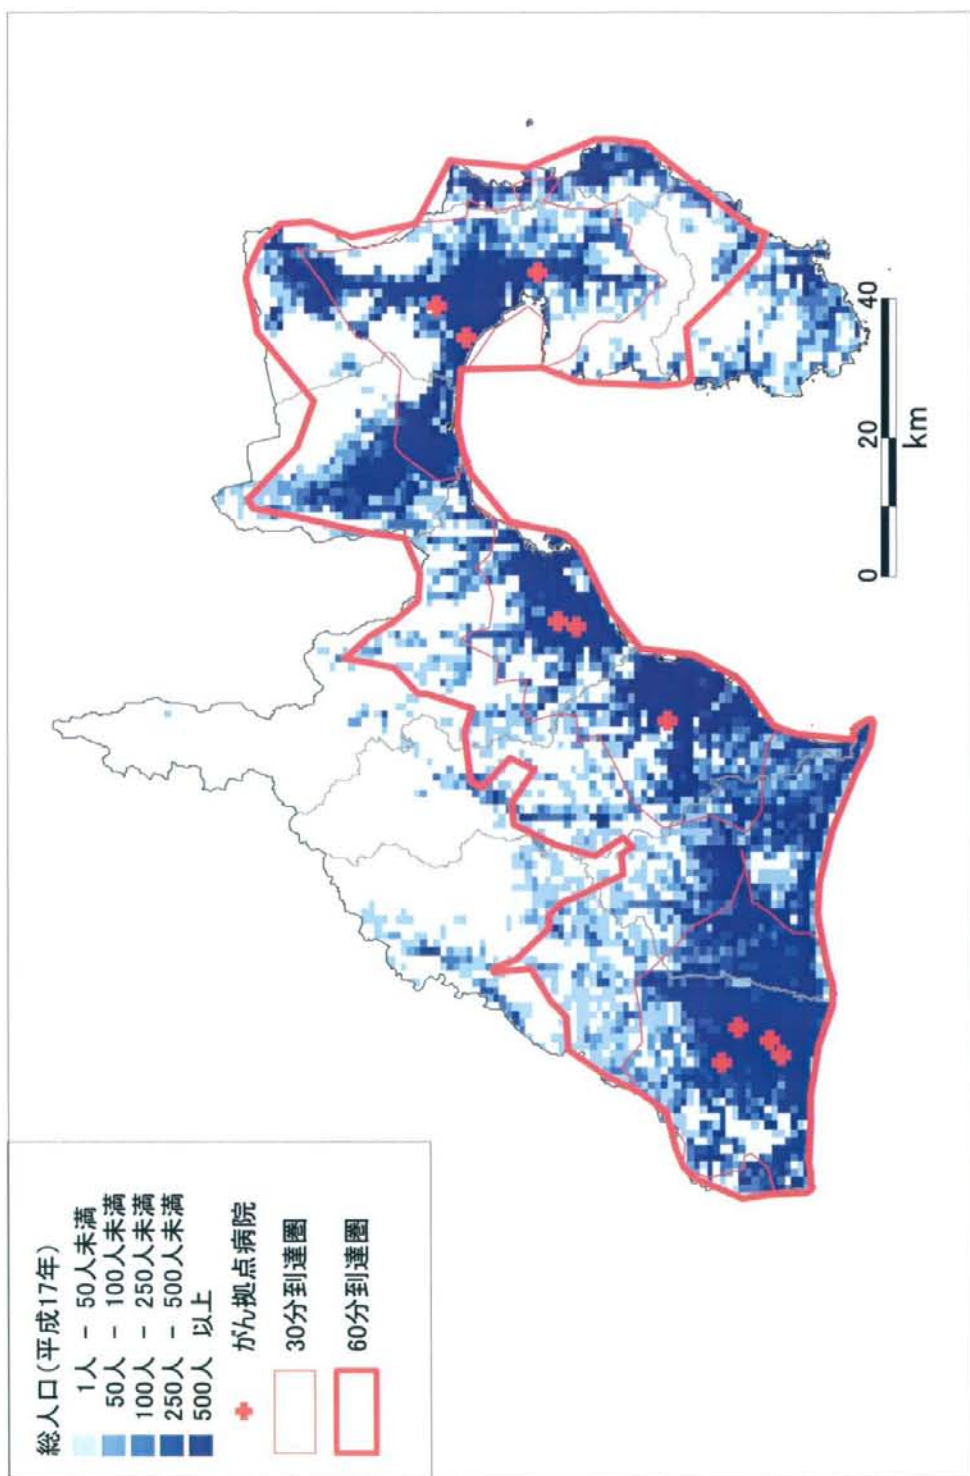 総人口(平成17年)
1人 - 50人未満
50人 - 100人未満
100人 - 250人未満
250人 - 500人未満
500人 以上
がん拠点病院
30分到達圏
60分到達圏
0 20 40
km